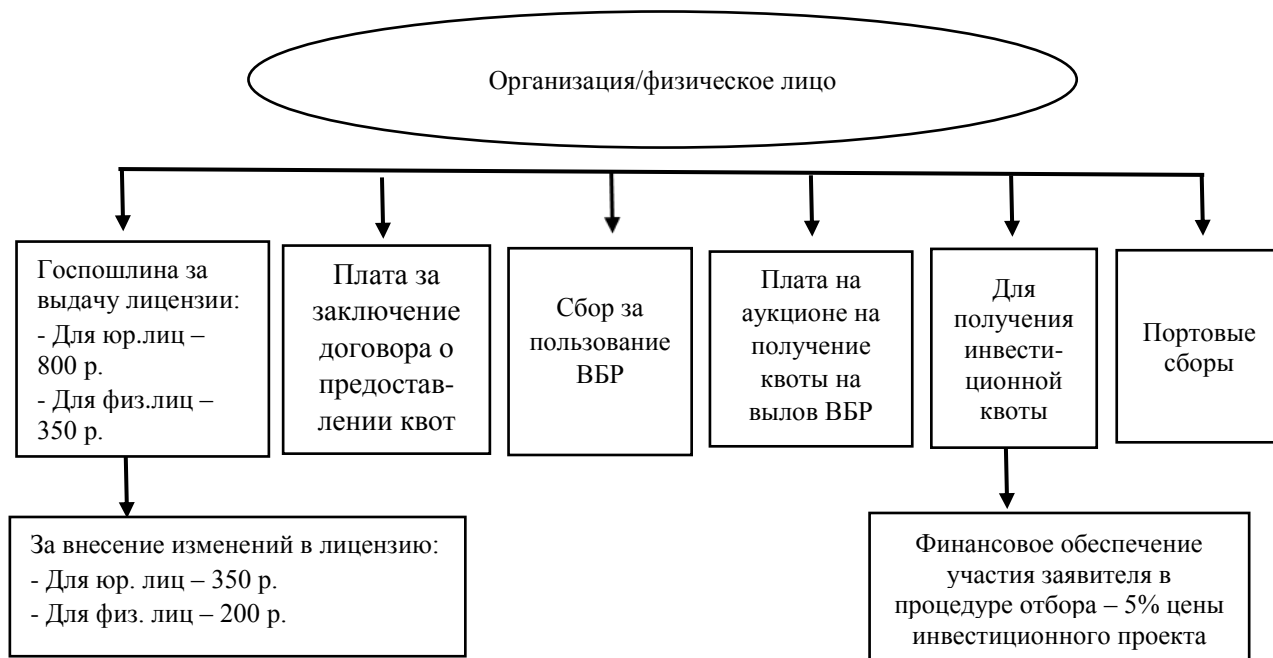 Организация/физическое лицо
Госпошлина за
выдачу лицензии:
- Для юр.лиц –
800 р.
- Для физ.лиц –
350 р.
Плата за
заключение
договора о
предостав-
лении квот
Сбор за
пользование
ВБР
Плата на
аукционе на
получение
квоты на
вылов ВБР
Для
получения
инвести-
ционной
квоты
Портовые
сборы
За внесение изменений в лицензию:
- Для юр. лиц – 350 р.
- Для физ. лиц – 200 р.
Финансовое обеспечение
участия заявителя в
процедуре отбора – 5% цены
инвестиционного проекта